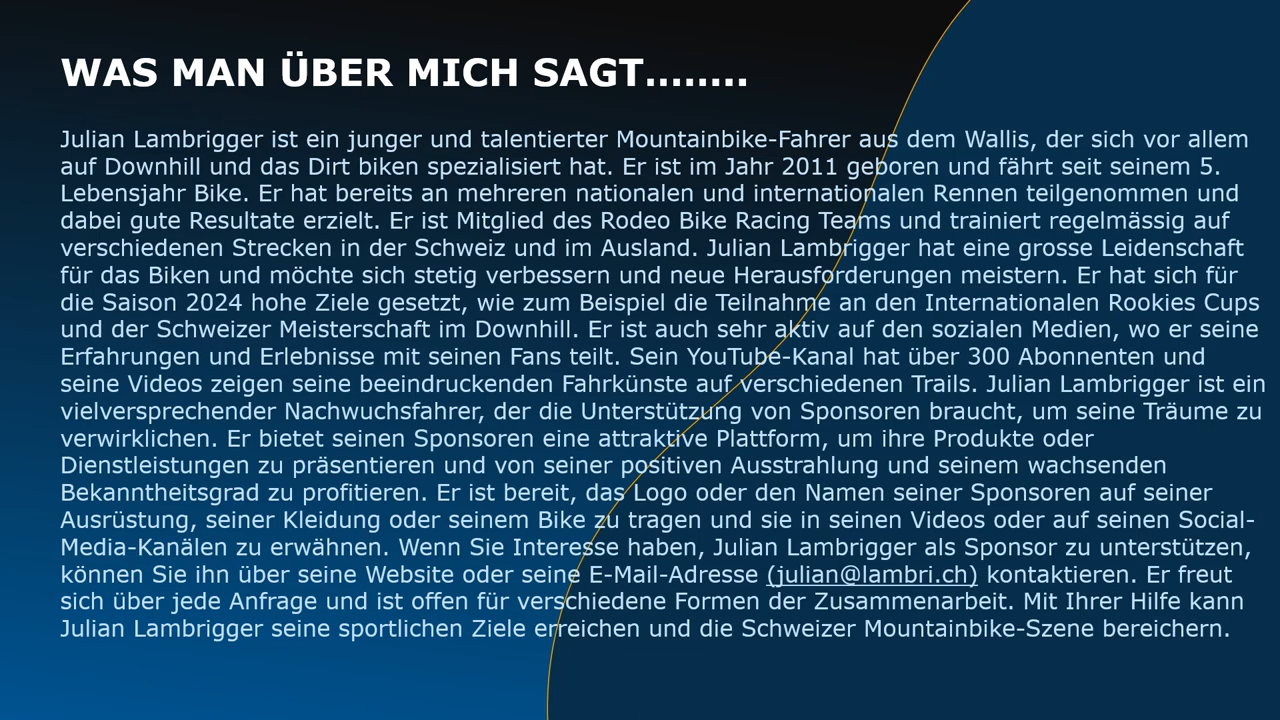 WAS MAN ÜBER MICH SAGT........
Julian Lambrigger ist ein junger und talentierter Mountainbike-Fahrer aus dem Wallis, der sich vor allem
auf Downhill und das Dirt biken spezialisiert hat. Er ist im Jahr 2011 geboren und fährt seit seinem 5.
Lebensjahr Bike. Er hat bereits an mehreren nationalen und internationalen Rennen teilgenommen und
dabei gute Resultate erzielt. Er ist Mitglied des Rodeo Bike Racing Teams und trainiert regelmässig auf
verschiedenen Strecken in der Schweiz und im Ausland. Julian Lambrigger hat eine grosse Leidenschaft
für das Biken und möchte sich stetig verbessern und neue Herausforderungen meistern. Er hat sich für
die Saison 2024 hohe Ziele gesetzt, wie zum Beispiel die Teilnahme an den Internationalen Rookies Cups
und der Schweizer Meisterschaft im Downhill. Er ist auch sehr aktiv auf den sozialen Medien, wo er seine
Erfahrungen und Erlebnisse mit seinen Fans teilt. Sein YouTube-Kanal hat über 300 Abonnenten und
seine Videos zeigen seine beeindruckenden Fahrkünste auf verschiedenen Trails. Julian Lambrigger ist ein
vielversprechender Nachwuchsfahrer, der die Unterstützung von Sponsoren braucht, um seine Träume zu
verwirklichen. Er bietet seinen Sponsoren eine attraktive Plattform, um ihre Produkte oder
Dienstleistungen zu präsentieren und von seiner positiven Ausstrahlung und seinem wachsenden
Bekanntheitsgrad zu profitieren. Er ist bereit, das Logo oder den Namen seiner Sponsoren auf seiner
Ausrüstung, seiner Kleidung oder seinem Bike zu tragen und sie in seinen Videos oder auf seinen Social-
Media-Kanälen zu erwähnen. Wenn Sie Interesse haben, Julian Lambrigger als Sponsor zu unterstützen,
können Sie ihn über seine Website oder seine E-Mail-Adresse (julian@lambri.ch) kontaktieren. Er freut
sich über jede Anfrage und ist offen für verschiedene Formen der Zusammenarbeit. Mit Ihrer Hilfe kann
Julian Lambrigger seine sportlichen Ziele erreichen und die Schweizer Mountainbike-Szene bereichern.